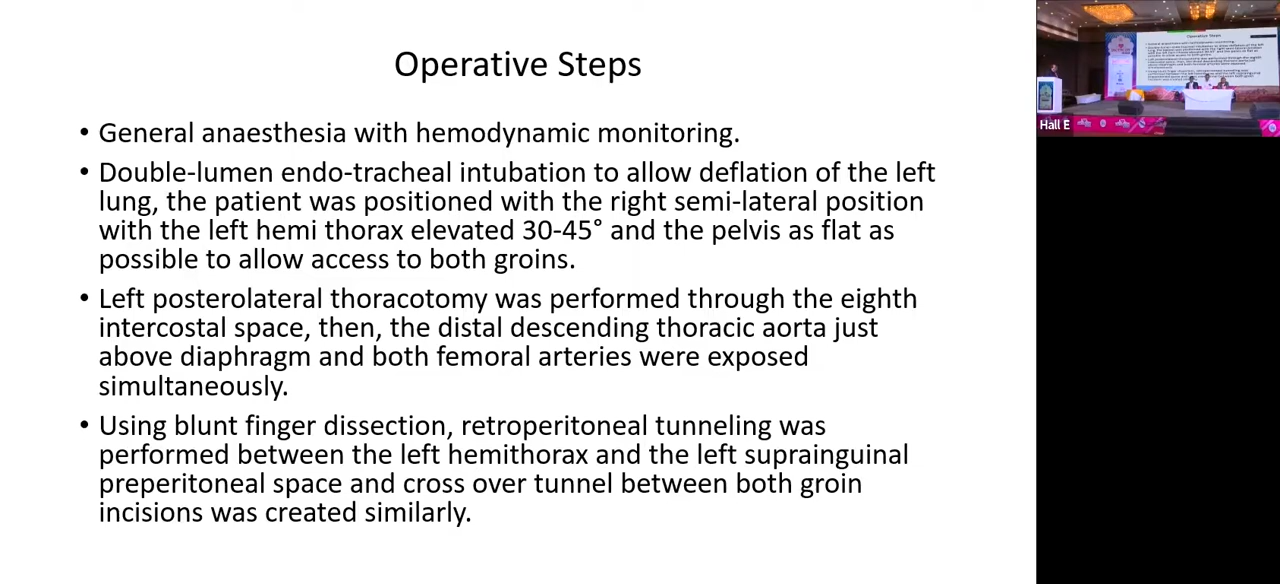 Operative Steps
• General anaesthesia with hemodynamic monitoring.
• Double-lumen endo-tracheal intubation to allow deflation of the left
lung, the patient was positioned with the right semi-lateral position
with the left hemi thorax elevated 30-45° and the pelvis as flat as
possible to allow access to both groins.
• Left posterolateral thoracotomy was performed through the eighth
intercostal space, then, the distal descending thoracic aorta just
above diaphragm and both femoral arteries were exposed
simultaneously.
• Using blunt finger dissection, retroperitoneal tunneling was
performed between the left hemithorax and the left suprainguinal
preperitoneal space and cross over tunnel between both groin
incisions was created similarly.
Operative Steps
Hall E